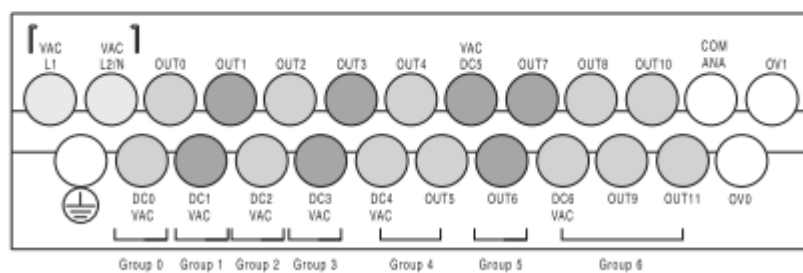 VAC L1
VAC L2/N
OUT0
OUT1
OUT2
OUT3
OUT4
VAC DC5
OUT7
OUT8
OUT10
COM ANA
OV1
DC0 VAC
DC1 VAC
DC2 VAC
DC3 VAC
DC4 VAC
OUT5
OUT6
DC6 VAC
OUT9
OUT11
OV0
Group 0
Group 1
Group 2
Group 3
Group 4
Group 5
Group 6